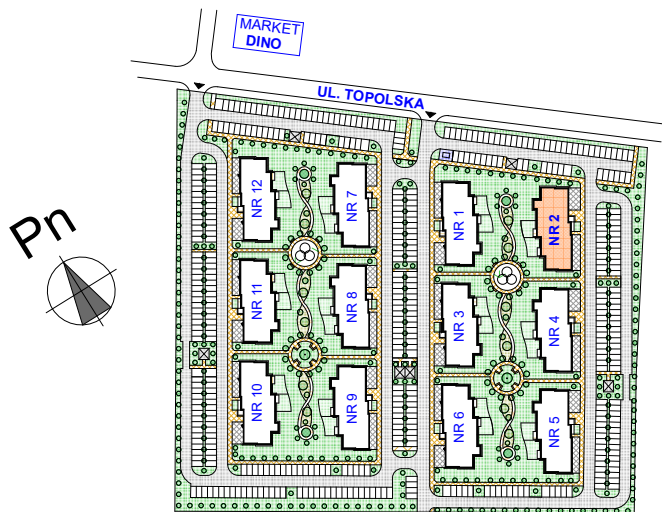 MARKET
DINO
UL. TOPOLSKA
Pn
NR 12
NR 7
NR 1
NR 2
NR 11
NR 8
NR 3
NR 4
NR 10
NR 9
NR 6
NR 5